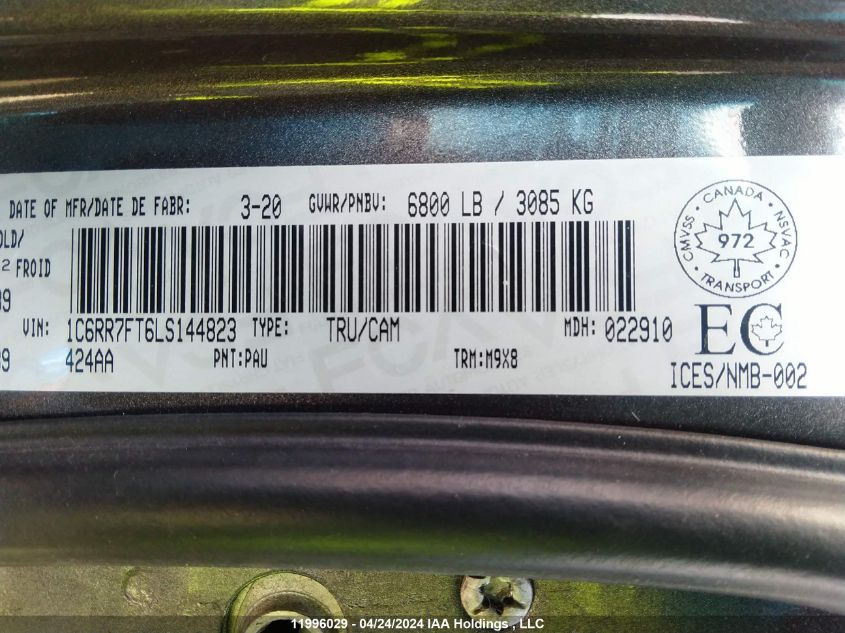 DATE OF MFR/DATE DE FABR: 3-20 GVWR/PNBV: 6800 LB / 3085 KG
OLD/
2 FROID
VIN: 1C6RR7FT6LS144823 TYPE: TRU/CAM MDH: 022910
424AA PNT:PAU TRM:M9X8
CANADA
CMVSS
NSVAC
972
TRANSPORT
EC
ICES/NMB-002
11996029 - 04/24/2024 IAA Holdings , LLC